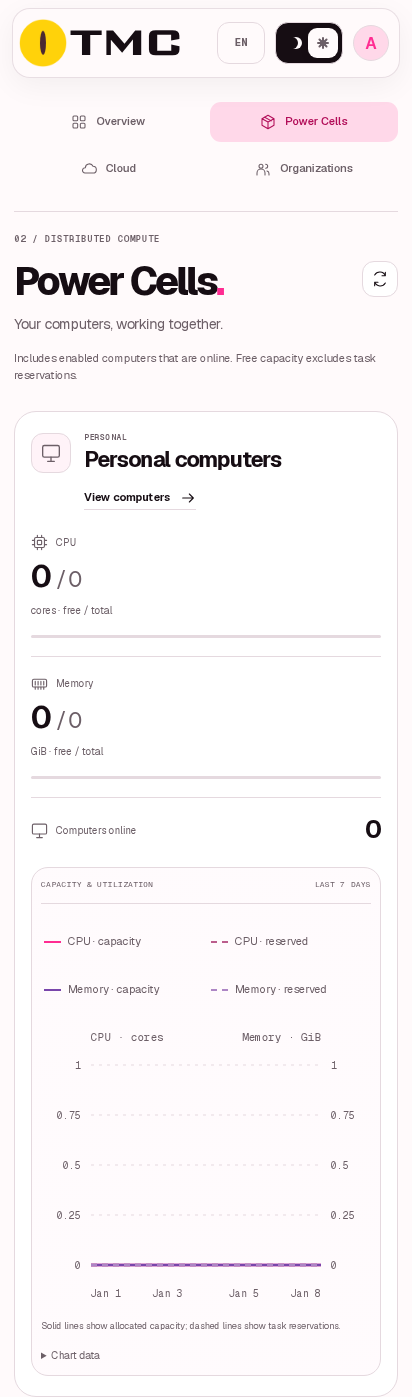 TMC
EN
A
Overview
Power Cells
Cloud
Organizations
02 / DISTRIBUTED COMPUTE
Power Cells.
Your computers, working together.
Includes enabled computers that are online. Free capacity excludes task
reservations.
PERSONAL
Personal computers
View computers
CPU
0 / 0
cores · free / total
Memory
0 / 0
GiB · free / total
Computers online 0
CAPACITY & UTILIZATION LAST 7 DAYS
CPU · capacity CPU · reserved
Memory · capacity Memory · reserved
CPU · cores Memory · GiB
1 1
0.75 0.75
0.5 0.5
0.25 0.25
0 0
Jan 1 Jan 3 Jan 5 Jan 8
Solid lines show allocated capacity; dashed lines show task reservations.
Chart data